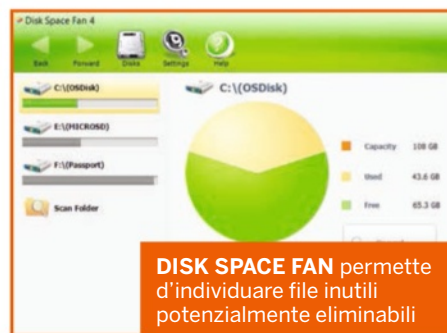 Disk Space Fan 4
Back Forward Disks Settings Help
C:\(OSDisk)
C:\(OSDisk)
E:\(MICROSD)
F:\(Passport)
Scan Folder
Capacity 108 GB
Used 43.6 GB
Free 65.3 GB
DISK SPACE FAN permette
d'individuare file inutili
potenzialmente eliminabili